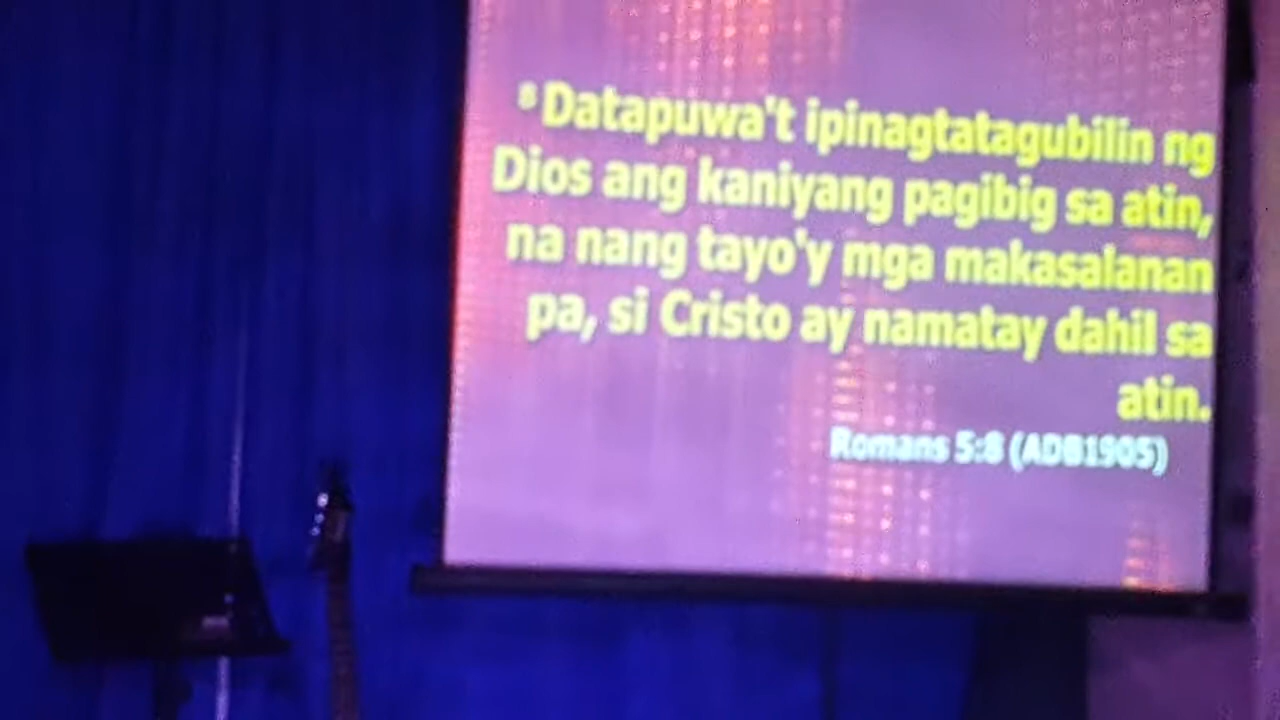 8 Datapuwa't ipinagtatagubilin ng
Dios ang kaniyang pagibig sa atin,
na nang tayo'y mga makasalanan
pa, si Cristo ay namatay dahil sa
atin.
Romans 5:8 (ADB1905)